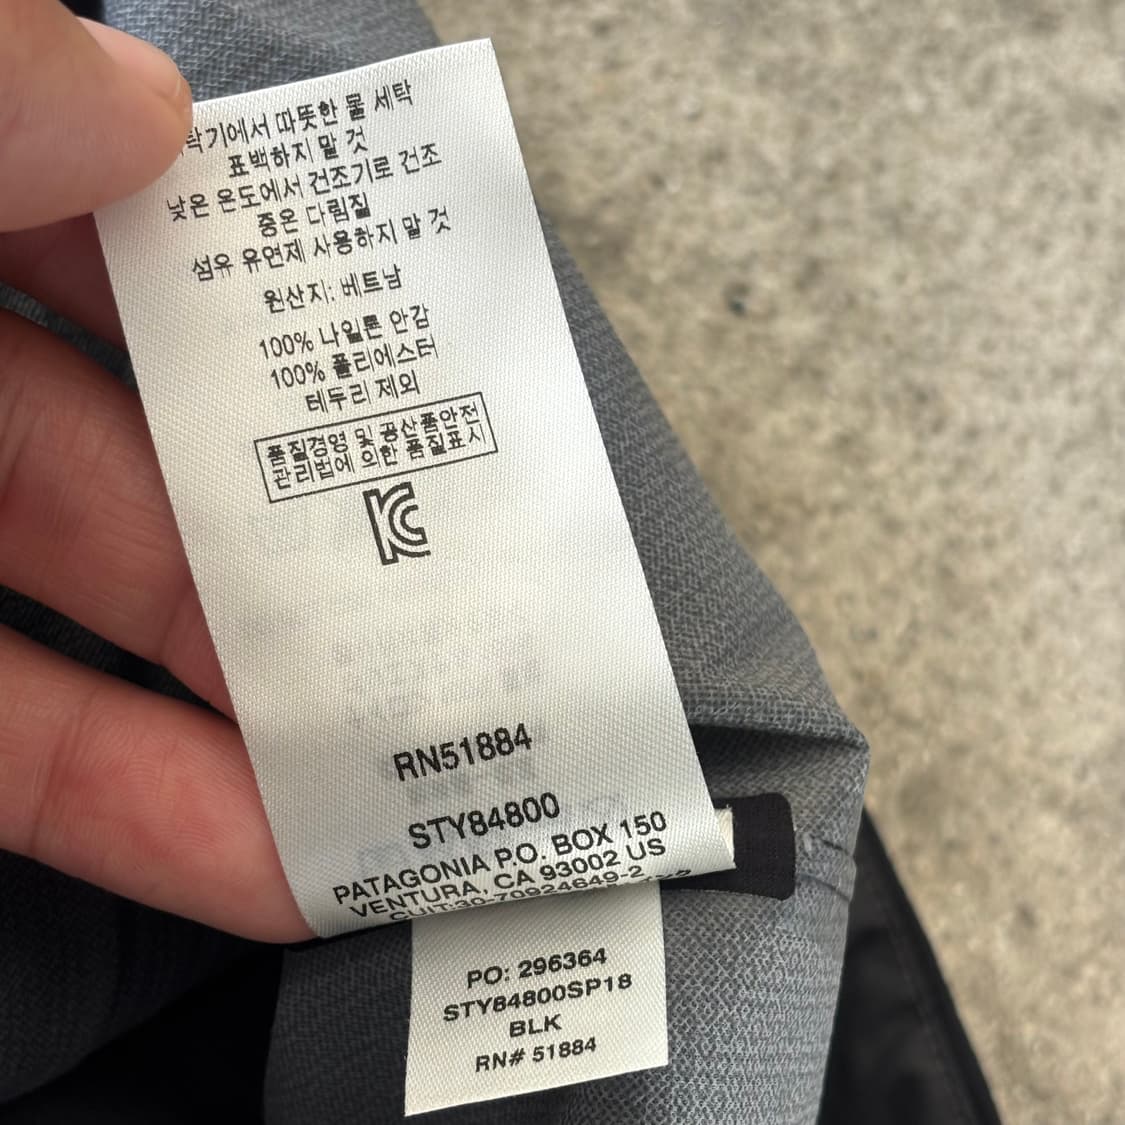 탁기에서 따뜻한 물 세탁
표백하지 말 것
낮은 온도에서 건조기로 건조
중온 다림질
섬유 유연제 사용하지 말 것
원산지: 베트남
100% 나일론 안감
100% 폴리에스터
테두리 제외
품질경영 및 공산품안전
관리법에 의한 품질표시
RN51884
STY84800
PATAGONIA P.O. BOX 150
VENTURA, CA 93002 US
CUIT:30-70924649-2
PO: 296364
STY84800SP18
BLK
RN# 51884